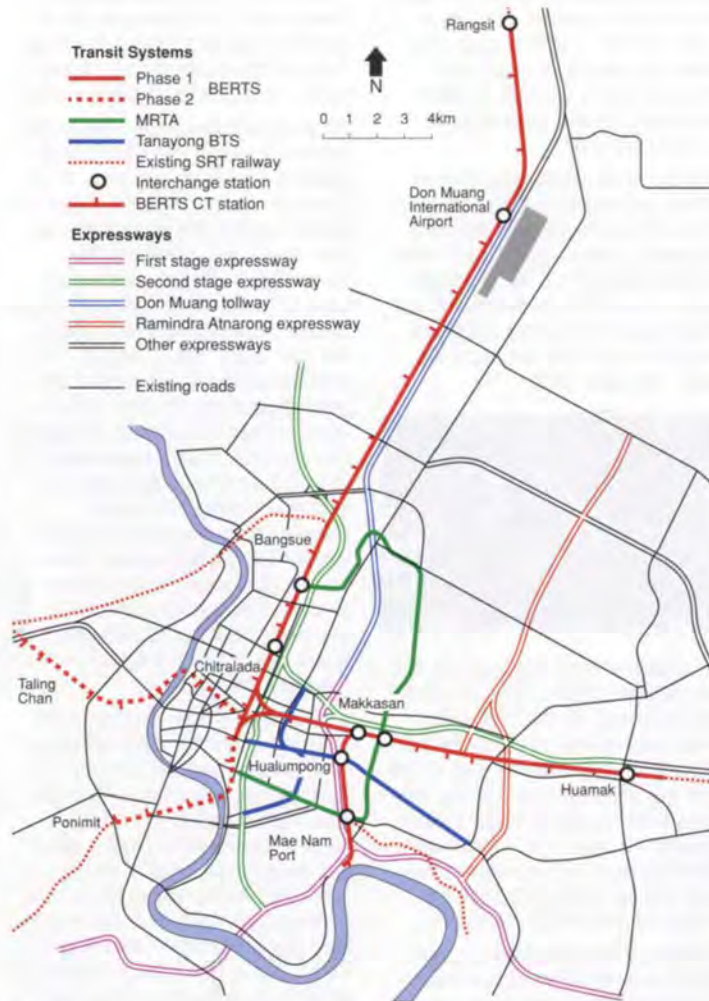 Transit Systems
Phase 1
BERTS
Phase 2
MRTA
Tanayong BTS
Existing SRT railway
Interchange station
BERTS CT station
Expressways
First stage expressway
Second stage expressway
Don Muang tollway
Ramindra Atnarong expressway
Other expressways
Existing roads
N
0 1 2 4km
Rangsit
Don Muang
International
Airport
Bangsue
Chitralada
Taling
Chan
Makkasan
Hualumpong
Huamak
Ponimit
Mae Nam
Port